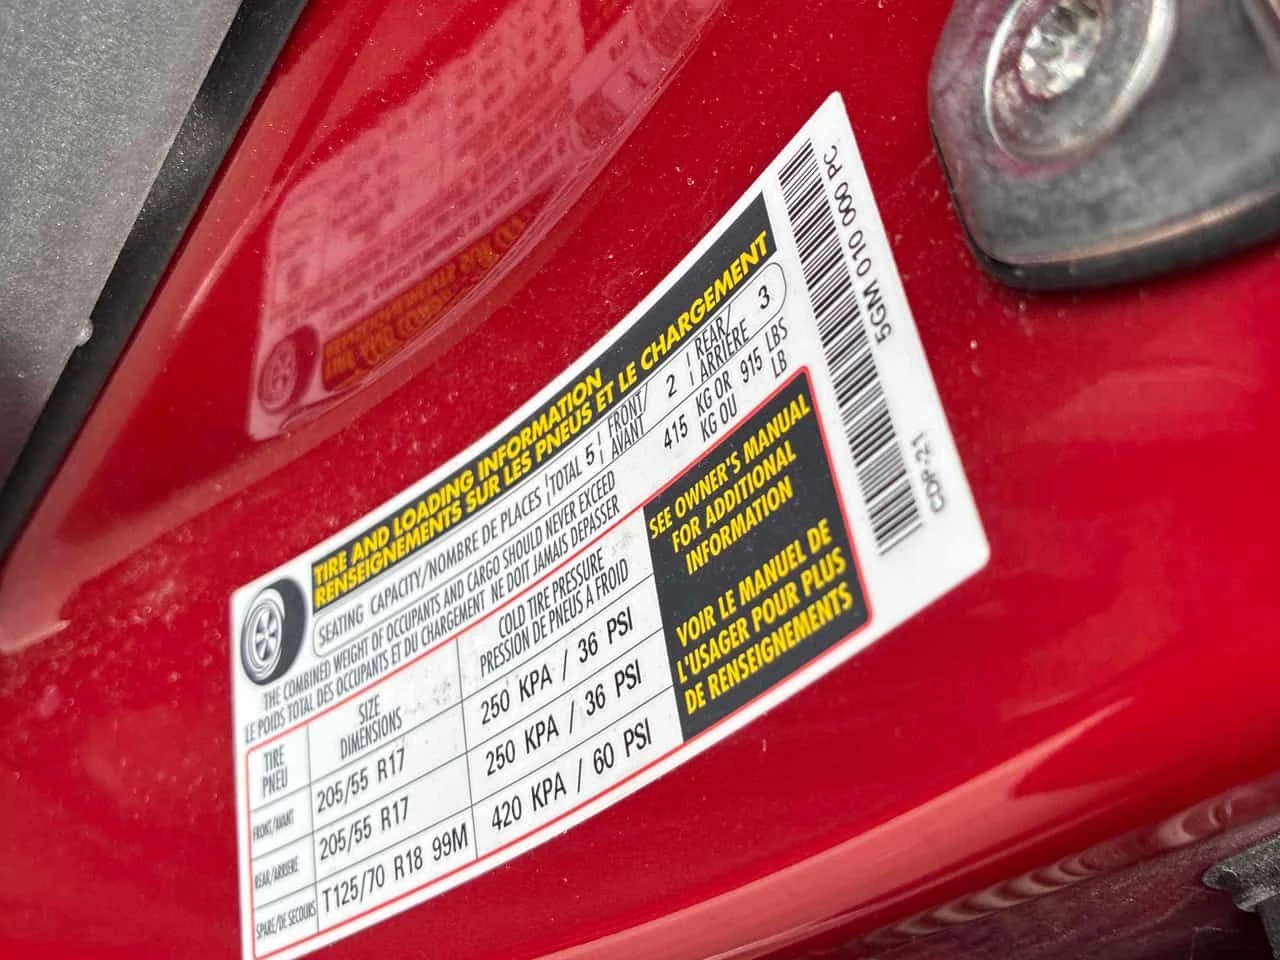 TIRE AND LOADING INFORMATION
RENSEIGNEMENTS SUR LES PNEUS ET LE CHARGEMENT
SEATING CAPACITY/NOMBRE DE PLACES TOTAL 5 FRONT/AVANT 2 REAR/ARRIÈRE 3
THE COMBINED WEIGHT OF OCCUPANTS AND CARGO SHOULD NEVER EXCEED 415 KG OR 915 LBS
LE POIDS TOTAL DES OCCUPANTS ET DU CHARGEMENT NE DOIT JAMAIS DEPASSER KG OU LB
TIRE SIZE COLD TIRE PRESSURE
PNEU DIMENSIONS PRESSION DE PNEUS A FROID
FRONT/AVANT 205/55 R17 250 KPA / 36 PSI
REAR/ARRIERE 205/55 R17 250 KPA / 36 PSI
SPARE/DE SECOURS T125/70 R18 99M 420 KPA / 60 PSI
SEE OWNER'S MANUAL
FOR ADDITIONAL
INFORMATION
VOIR LE MANUEL DE
L'USAGER POUR PLUS
DE RENSEIGNEMENTS
5GM 010 000 PC